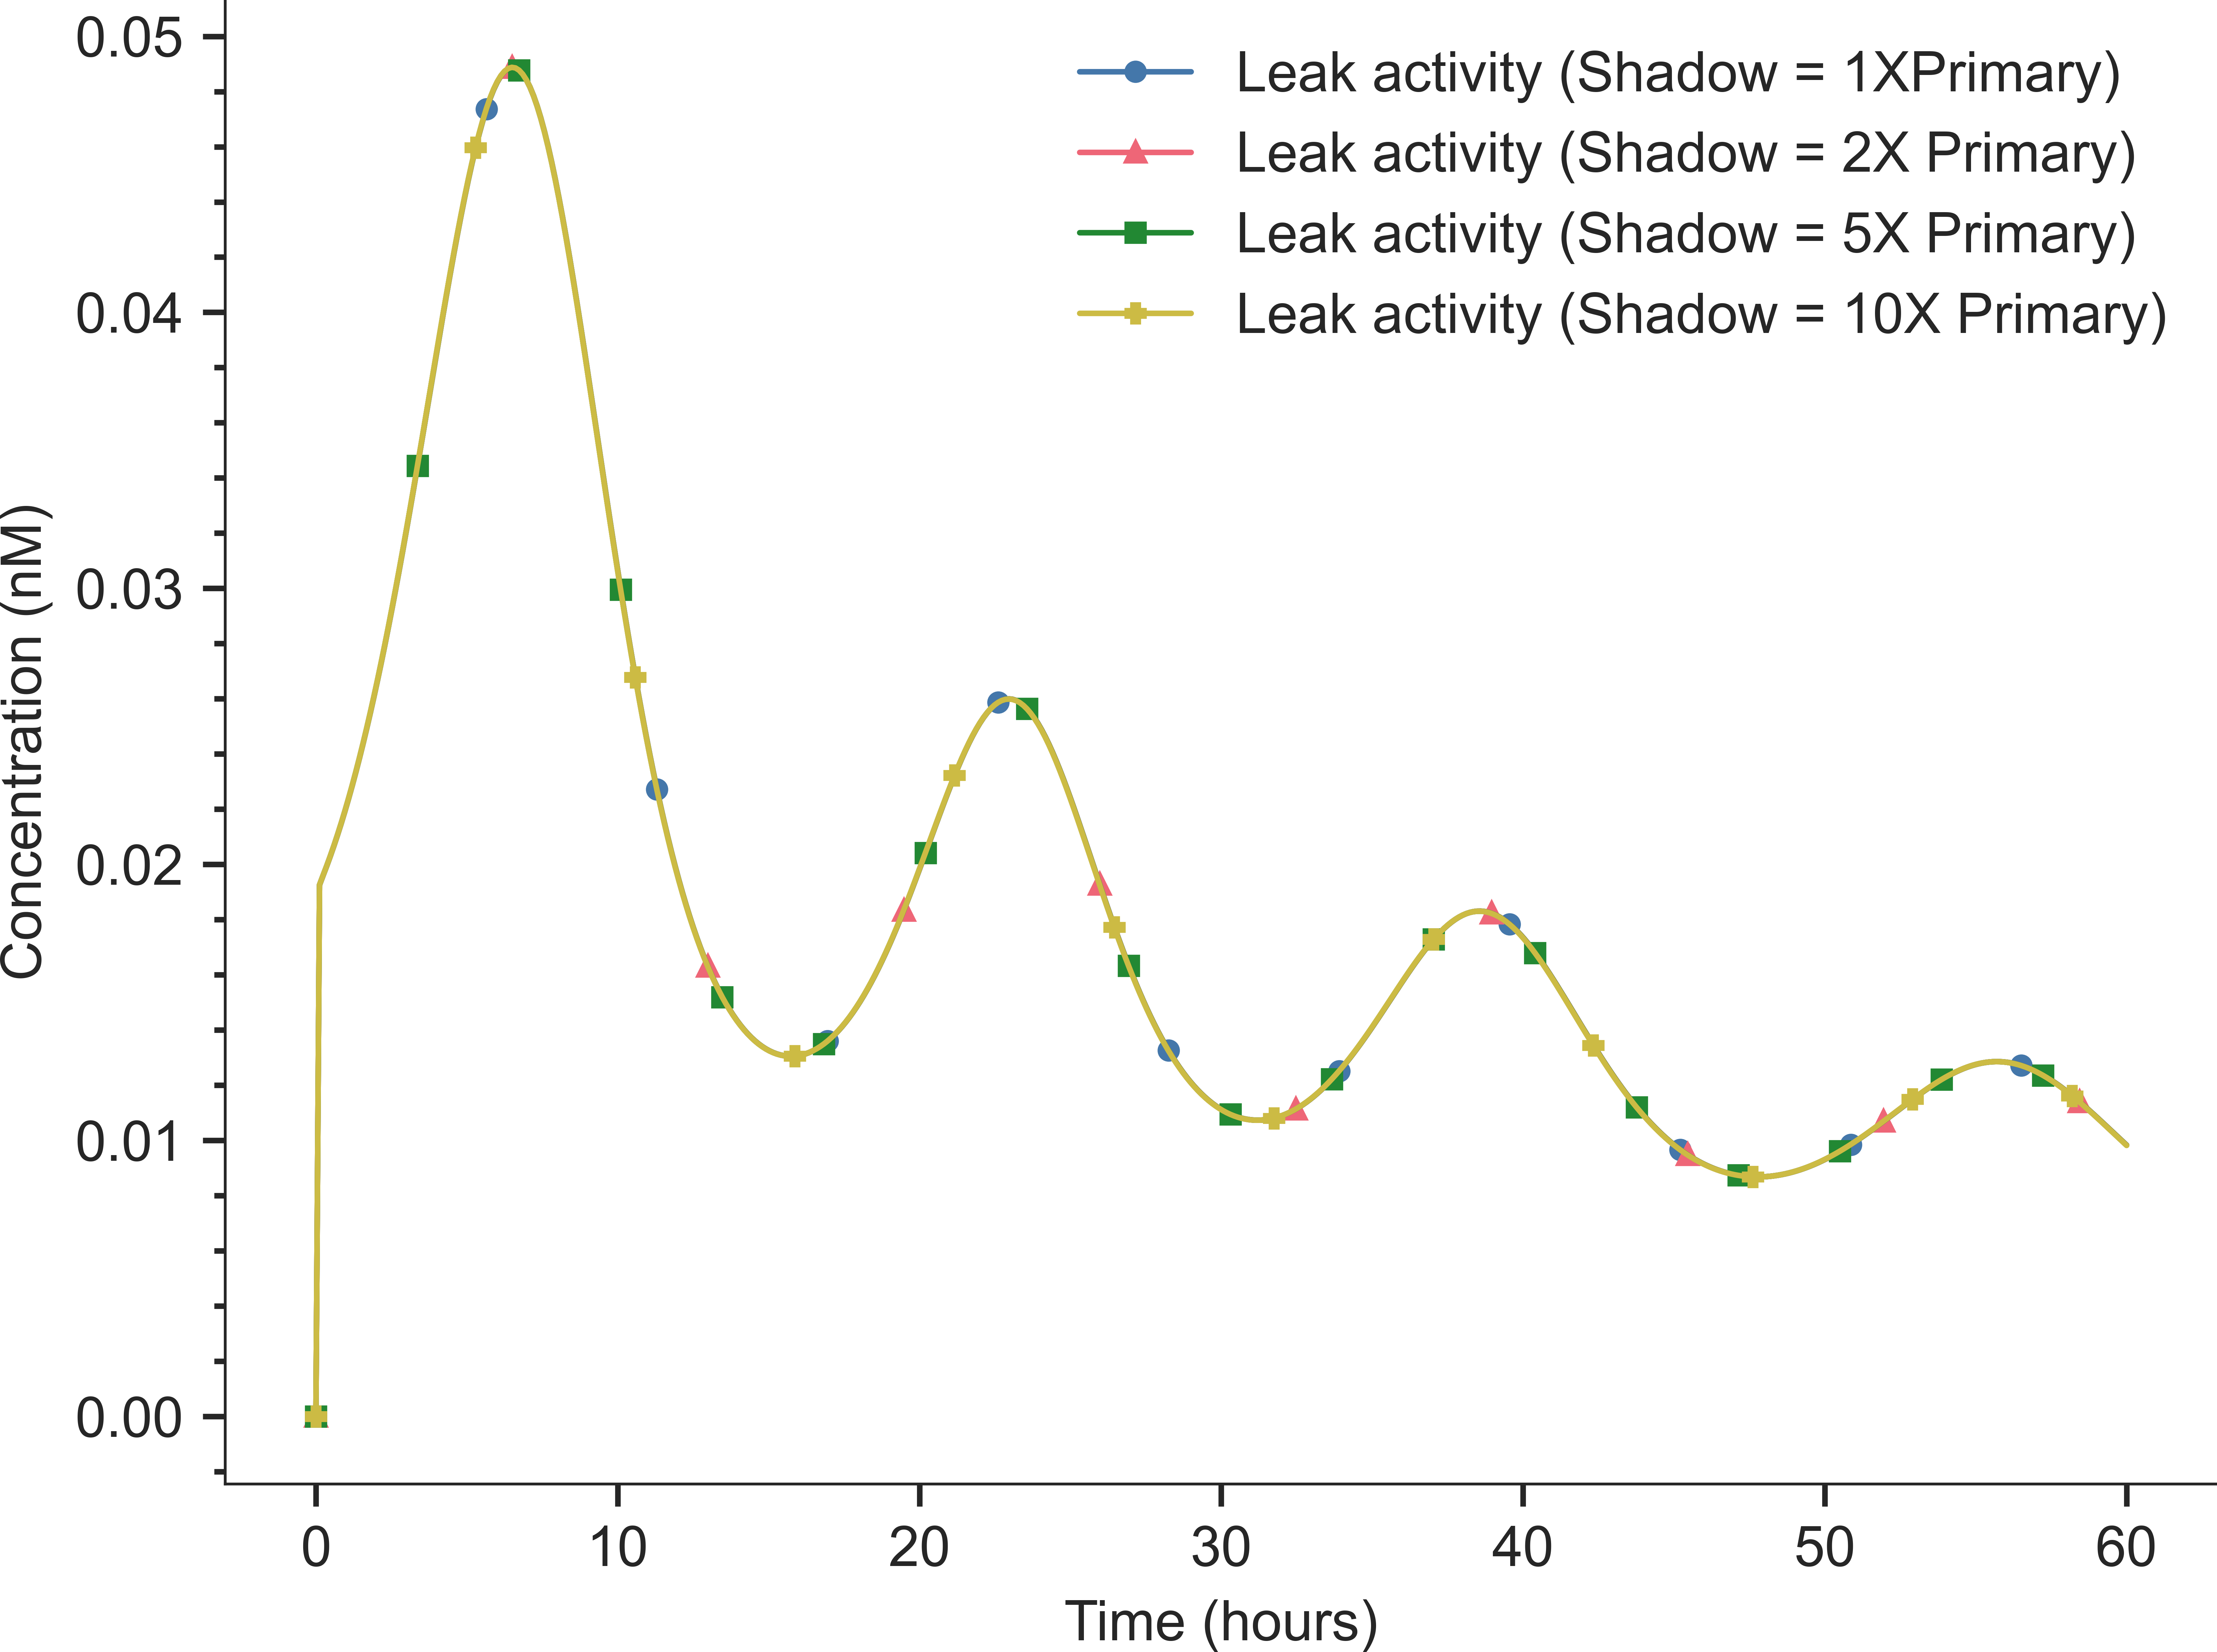 0.05
0.04
0.03
0.02
0.01
0.00
Concentration (nM)
Leak activity (Shadow = 1XPrimary)
Leak activity (Shadow = 2X Primary)
Leak activity (Shadow = 5X Primary)
Leak activity (Shadow = 10X Primary)
0 10 20 30 40 50 60
Time (hours)